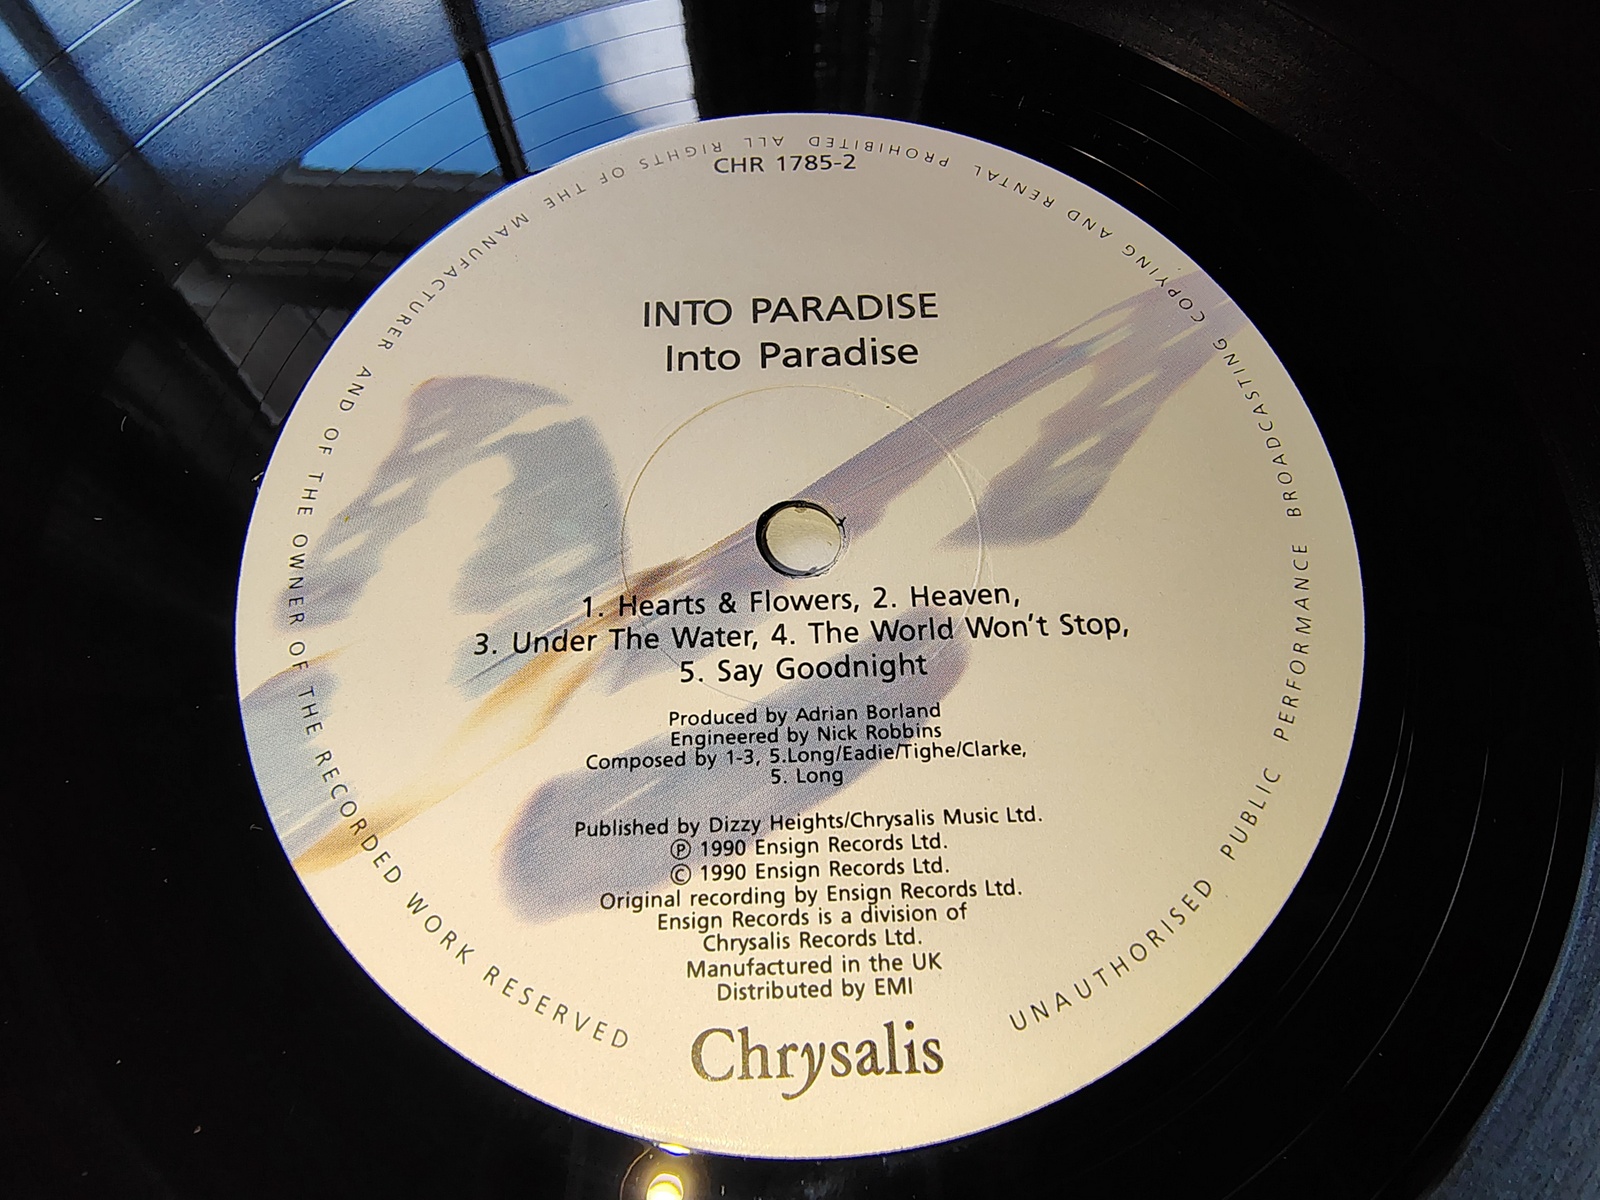 CHR 1785-2
INTO PARADISE
Into Paradise
1. Hearts & Flowers, 2. Heaven,
3. Under The Water, 4. The World Won't Stop,
5. Say Goodnight
Produced by Adrian Borland
Engineered by Nick Robbins
Composed by 1-3, 5.Long/Eadie/Tighe/Clarke,
5. Long
Published by Dizzy Heights/Chrysalis Music Ltd.
Ⓟ 1990 Ensign Records Ltd.
© 1990 Ensign Records Ltd.
Original recording by Ensign Records Ltd.
Ensign Records is a division of
Chrysalis Records Ltd.
Manufactured in the UK
Distributed by EMI
Chrysalis
UNAUTHORISED PUBLIC PERFORMANCE BROADCASTING COPYING AND RENTAL PROHIBITED ALL RIGHTS OF THE MANUFACTURER AND OF THE OWNER OF THE RECORDED WORK RESERVED